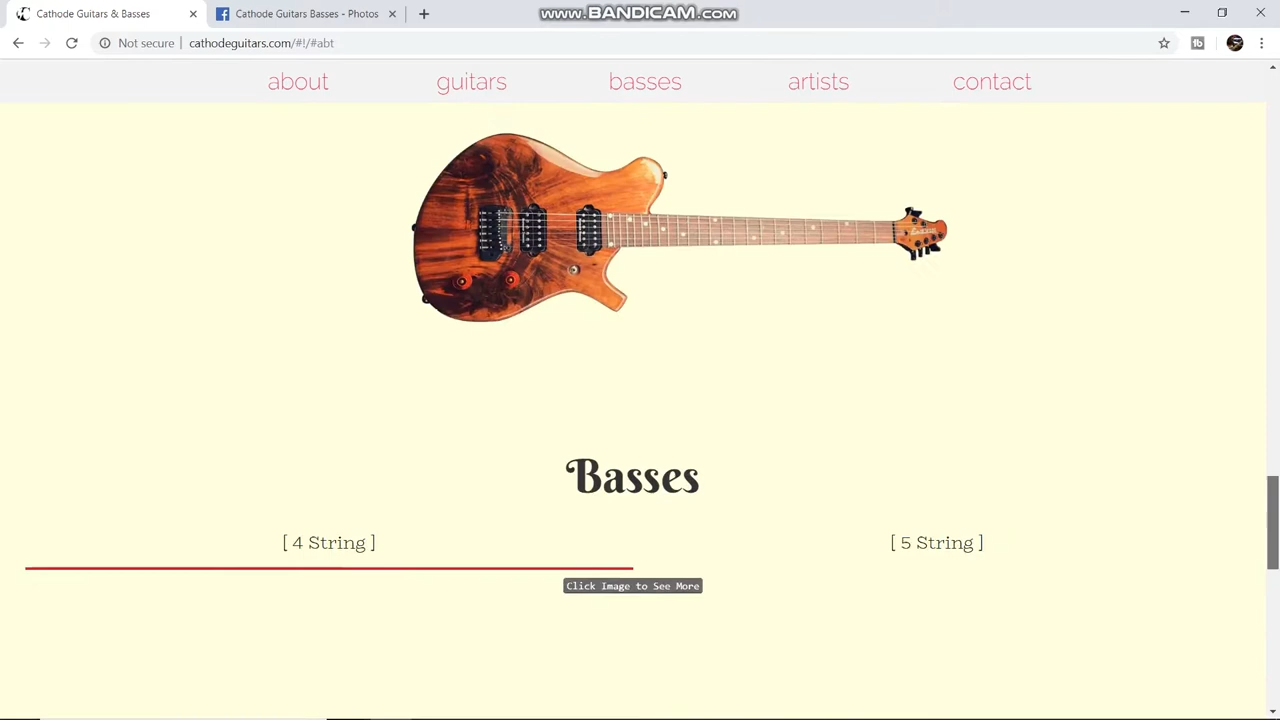 www.BANDICAM.com
Cathode Guitars & Basses
Cathode Guitars Basses - Photos
Not secure
cathodeguitars.com/#!/#abt
about
guitars
basses
artists
contact
Basses
[ 4 String ]
[ 5 String ]
Click Image to See More